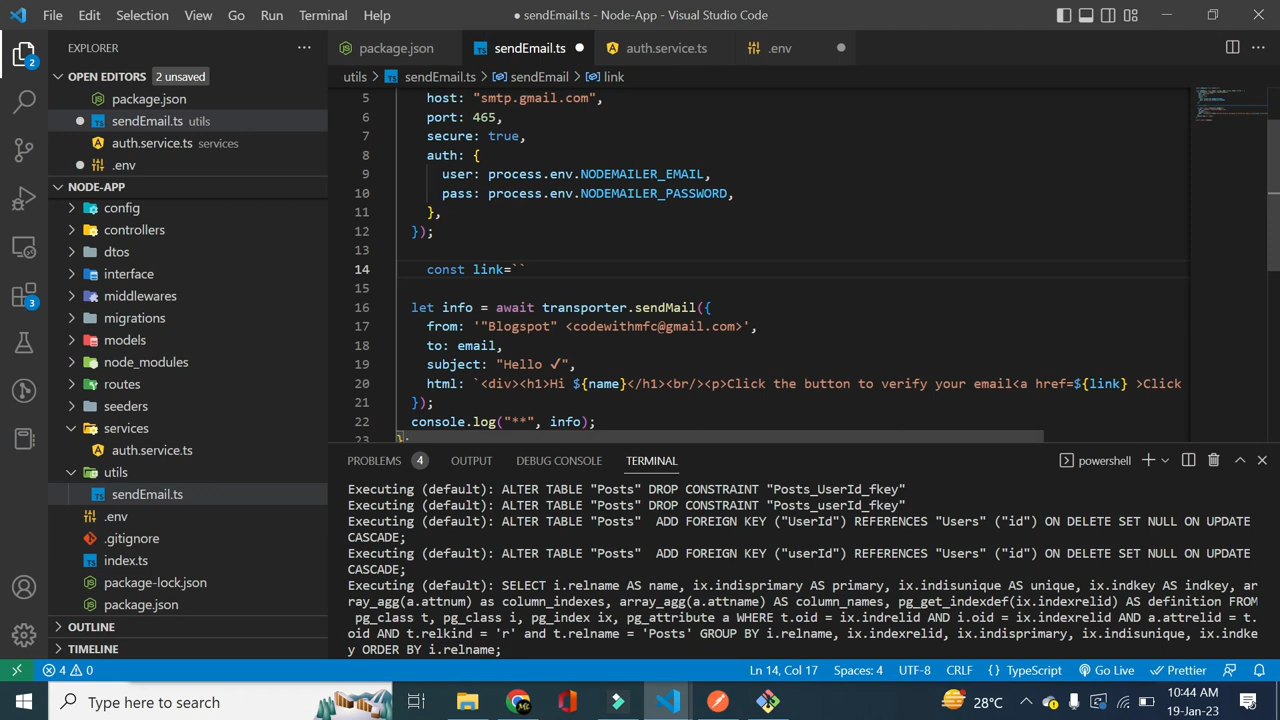 File Edit Selection View Go Run Terminal Help
● sendEmail.ts - Node-App - Visual Studio Code
EXPLORER
OPEN EDITORS 2 unsaved
package.json
sendEmail.ts utils
auth.service.ts services
.env
NODE-APP
config
controllers
dtos
interface
middlewares
migrations
models
node_modules
routes
seeders
services
auth.service.ts
utils
sendEmail.ts
.env
.gitignore
index.ts
package-lock.json
package.json
OUTLINE
TIMELINE
2
3
package.json sendEmail.ts auth.service.ts .env
utils > sendEmail.ts > sendEmail > link
5 host: "smtp.gmail.com",
6 port: 465,
7 secure: true,
8 auth: {
9 user: process.env.NODEMAILER_EMAIL,
10 pass: process.env.NODEMAILER_PASSWORD,
11 },
12 });
13
14 const link=``
15
16 let info = await transporter.sendMail({
17 from: '"Blogspot" <codewithmfc@gmail.com>',
18 to: email,
19 subject: "Hello ✓",
20 html: `<div><h1>Hi ${name}</h1><br/><p>Click the button to verify your email<a href=${link} >Click
21 });
22 console.log("**", info);
23 };
PROBLEMS 4 OUTPUT DEBUG CONSOLE TERMINAL powershell
Executing (default): ALTER TABLE "Posts" DROP CONSTRAINT "Posts_UserId_fkey"
Executing (default): ALTER TABLE "Posts" DROP CONSTRAINT "Posts_userId_fkey"
Executing (default): ALTER TABLE "Posts"  ADD FOREIGN KEY ("UserId") REFERENCES "Users" ("id") ON DELETE SET NULL ON UPDATE
CASCADE;
Executing (default): ALTER TABLE "Posts"  ADD FOREIGN KEY ("userId") REFERENCES "Users" ("id") ON DELETE SET NULL ON UPDATE
CASCADE;
Executing (default): SELECT i.relname AS name, ix.indisprimary AS primary, ix.indisunique AS unique, ix.indkey AS indkey, ar
ray_agg(a.attnum) as column_indexes, array_agg(a.attname) AS column_names, pg_get_indexdef(ix.indexrelid) AS definition FROM
pg_class t, pg_class i, pg_index ix, pg_attribute a WHERE t.oid = ix.indrelid AND i.oid = ix.indexrelid AND a.attrelid = t.
oid AND t.relkind = 'r' and t.relname = 'Posts' GROUP BY i.relname, ix.indexrelid, ix.indisprimary, ix.indisunique, ix.indke
y ORDER BY i.relname;
4 0 Ln 14, Col 17 Spaces: 4 UTF-8 CRLF TypeScript Go Live Prettier
Type here to search
28°C
10:44 AM
19-Jan-23